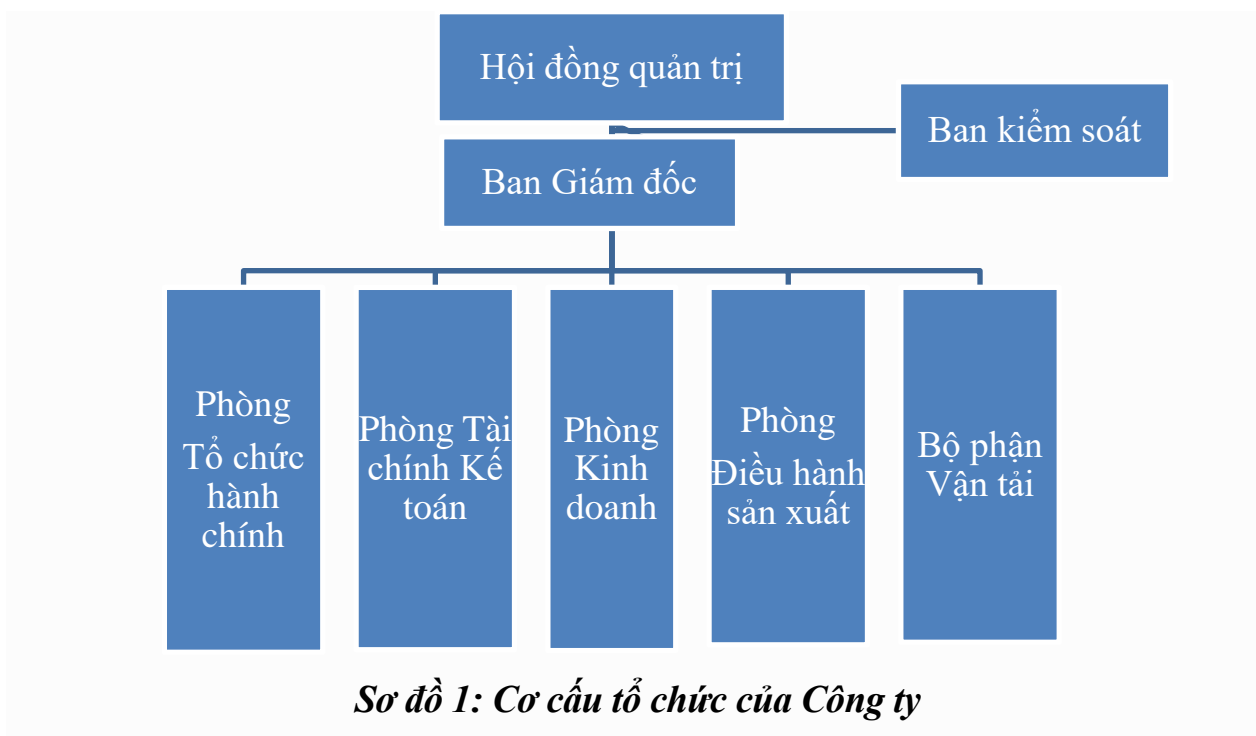 Hội đồng quản trị
Ban kiểm soát
Ban Giám đốc
Phòng
Tổ chức
hành
chính
Phòng Tài
chính Kế
toán
Phòng
Kinh
doanh
Phòng
Điều hành
sản xuất
Bộ phận
Vận tải
Sơ đồ 1: Cơ cấu tổ chức của Công ty